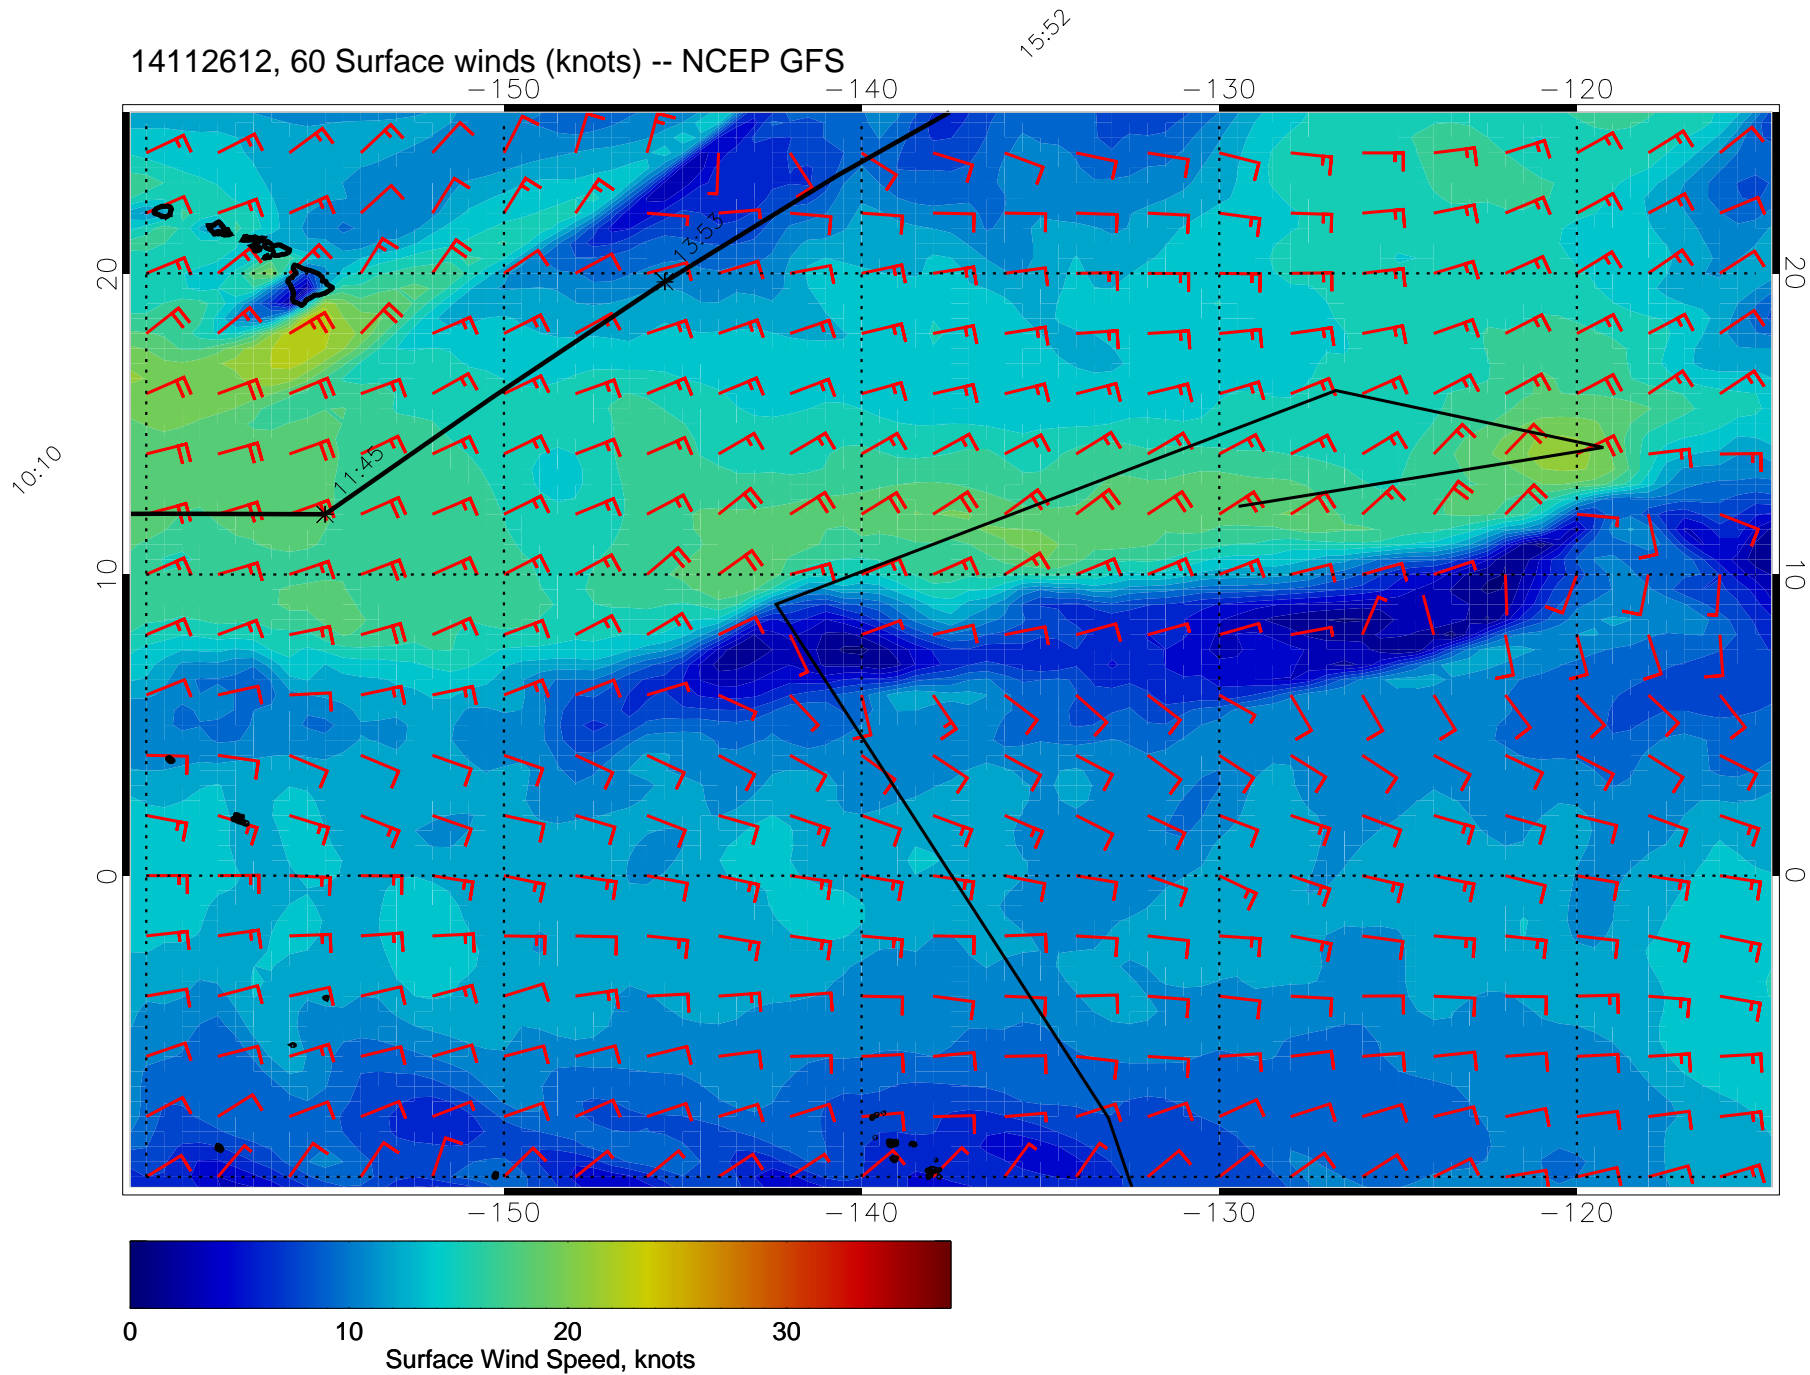 15:52
14112612, 60 Surface winds (knots) -- NCEP GFS
-150 -140 -130 -120
20 20
13:53
10:10
11:45
10 10
0 0
-150 -140 -130 -120
0 10 20 30
Surface Wind Speed, knots